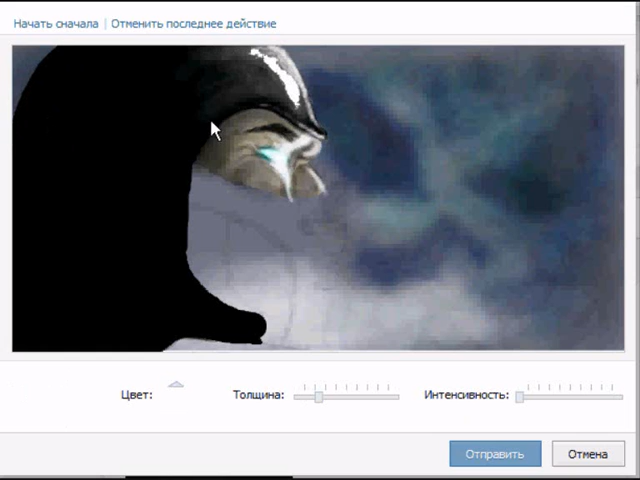 Начать сначала | Отменить последнее действие
Цвет: Толщина: Интенсивность:
Отправить Отмена